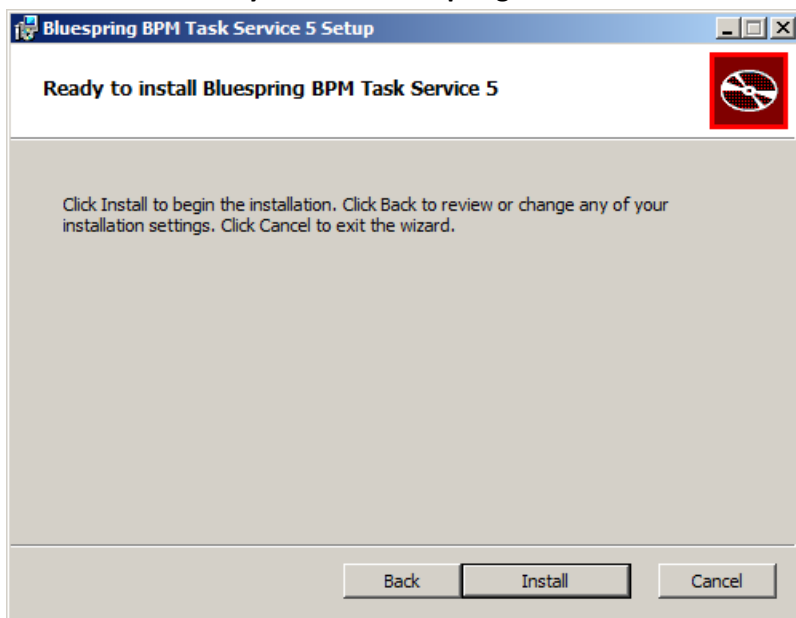 Bluespring BPM Task Service 5 Setup
Ready to install Bluespring BPM Task Service 5
Click Install to begin the installation. Click Back to review or change any of your
installation settings. Click Cancel to exit the wizard.
Back Install Cancel